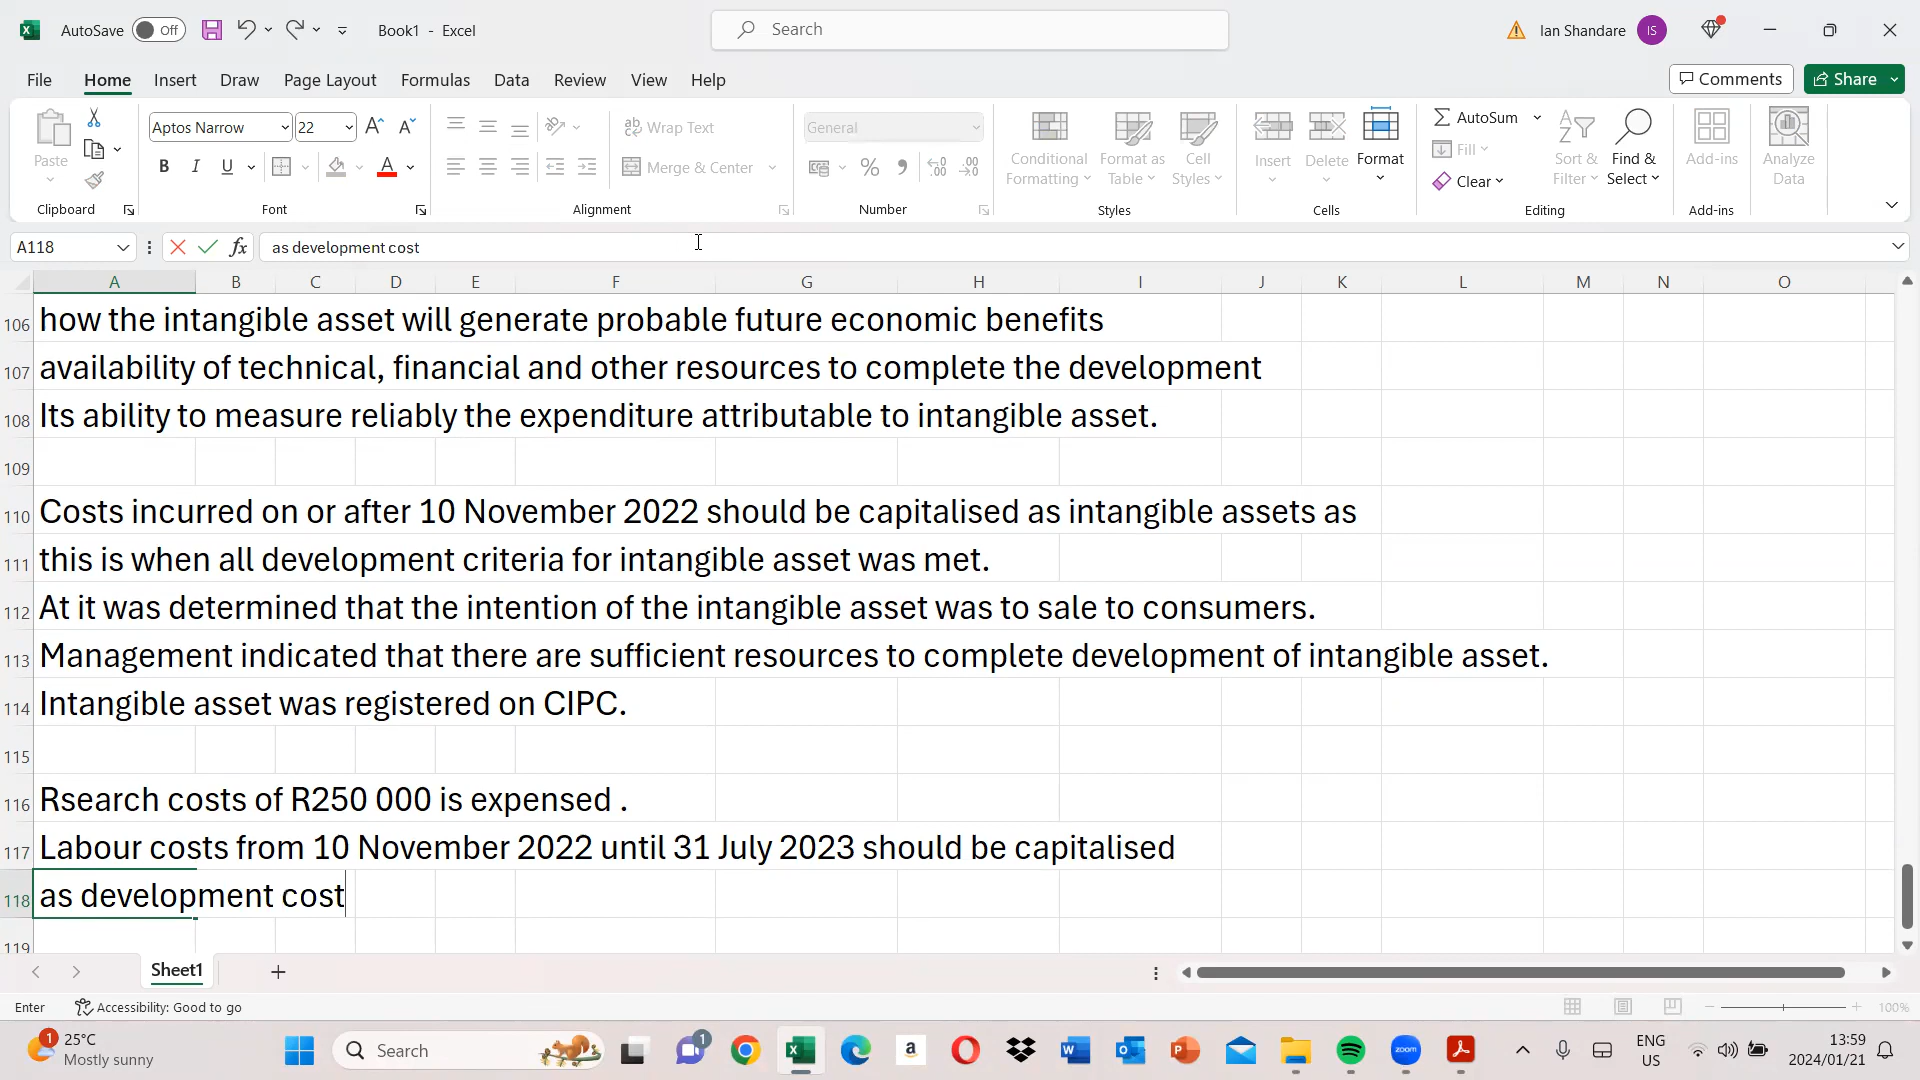 AutoSave Off Book1 - Excel Search Ian Shandare IS
File Home Insert Draw Page Layout Formulas Data Review View Help Comments Share
Paste Aptos Narrow 22 B I U A ab Wrap Text Merge & Center General % Conditional Formatting Format as Table Cell Styles Insert Delete Format AutoSum Fill Clear Sort & Filter Find & Select Add-ins Analyze Data
Clipboard Font Alignment Number Styles Cells Editing Add-ins
A118 fx as development cost
A B C D E F G H I J K L M N O
106 how the intangible asset will generate probable future economic benefits
107 availability of technical, financial and other resources to complete the development
108 Its ability to measure reliably the expenditure attributable to intangible asset.
109
110 Costs incurred on or after 10 November 2022 should be capitalised as intangible assets as
111 this is when all development criteria for intangible asset was met.
112 At it was determined that the intention of the intangible asset was to sale to consumers.
113 Management indicated that there are sufficient resources to complete development of intangible asset.
114 Intangible asset was registered on CIPC.
115
116 Rsearch costs of R250 000 is expensed .
117 Labour costs from 10 November 2022 until 31 July 2023 should be capitalised
118 as development cost
119
Sheet1
Enter Accessibility: Good to go 100%
1 25°C Search 1 zoom ENG 13:59
Mostly sunny US 2024/01/21